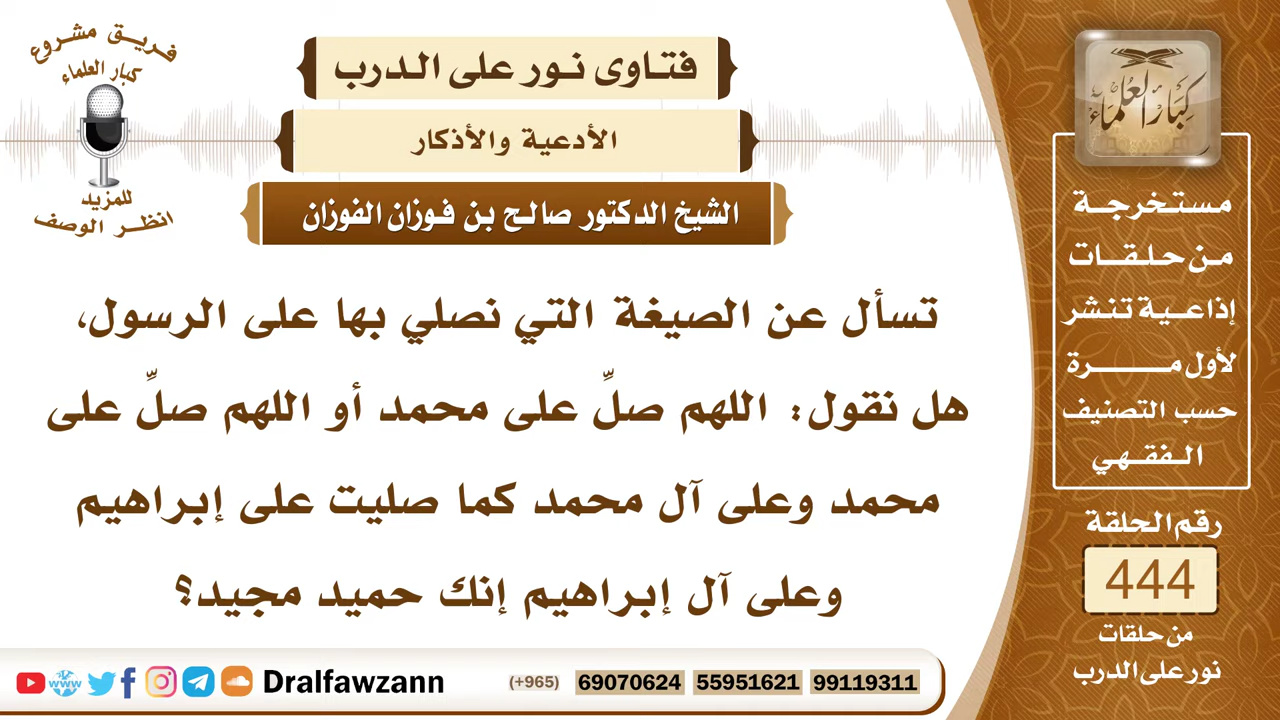 فريق مشروع
كبار العلماء
للمزيد
انظر الوصف
فتاوى نور على الدرب
الأدعية والأذكار
الشيخ الدكتور صالح بن فوزان الفوزان
تسأل عن الصيغة التي نصلي بها على الرسول،
هل نقول: اللهم صلِّ على محمد أو اللهم صلِّ على
محمد وعلى آل محمد كما صليت على إبراهيم
وعلى آل إبراهيم إنك حميد مجيد؟
كبار العلماء
مستخرجة
من حلقات
إذاعية تنشر
لأول مرة
حسب التصنيف
الفقهي
رقم الحلقة
444
من حلقات
نور على الدرب
www Dralfawzann (+965) 69070624 55951621 99119311